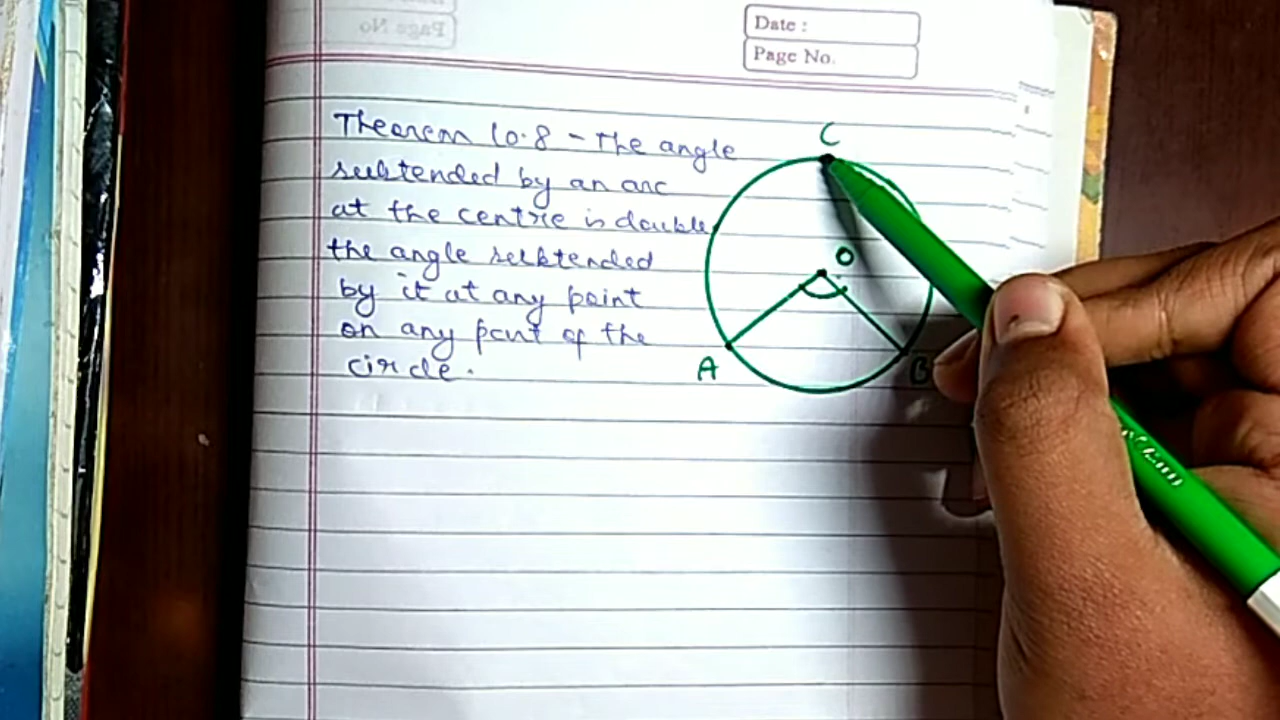 Date :
Page No.
Theorem 10.8 - The angle
subtended by an arc
at the centre is double
the angle subtended
by it at any point
on any part of the
circle.
C
O
A
B